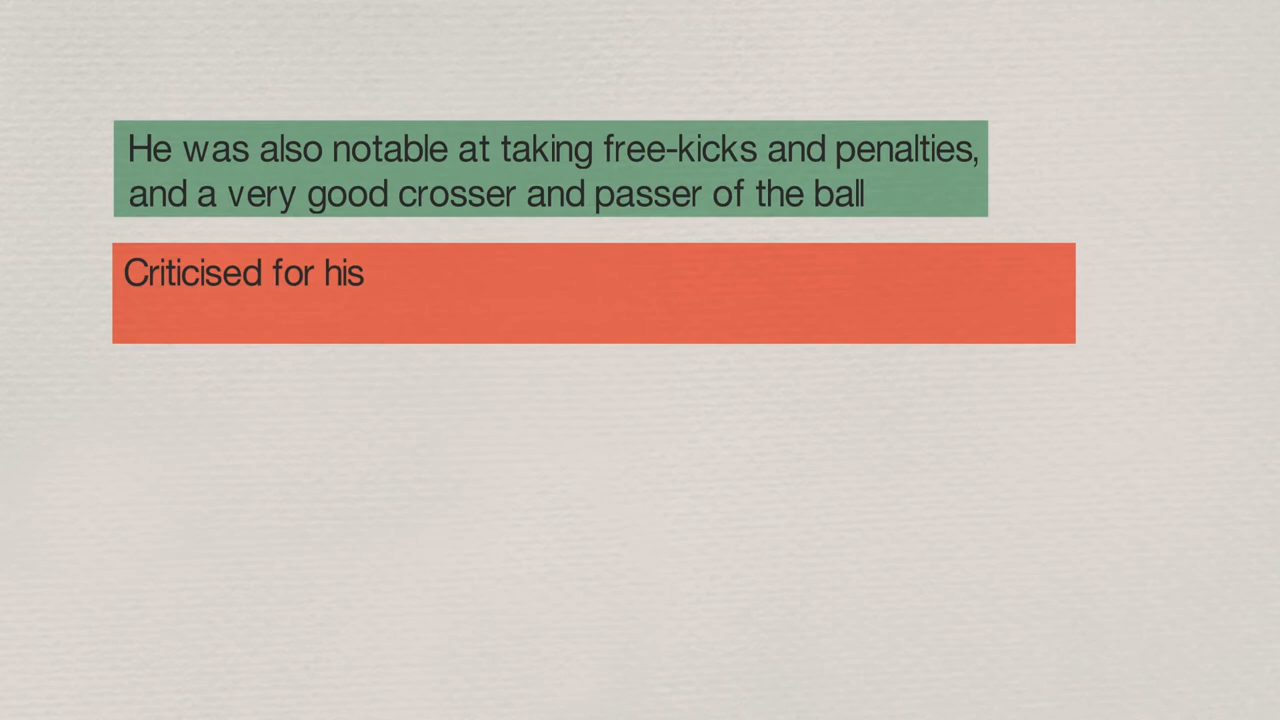 He was also notable at taking free-kicks and penalties,
and a very good crosser and passer of the ball
Criticised for his